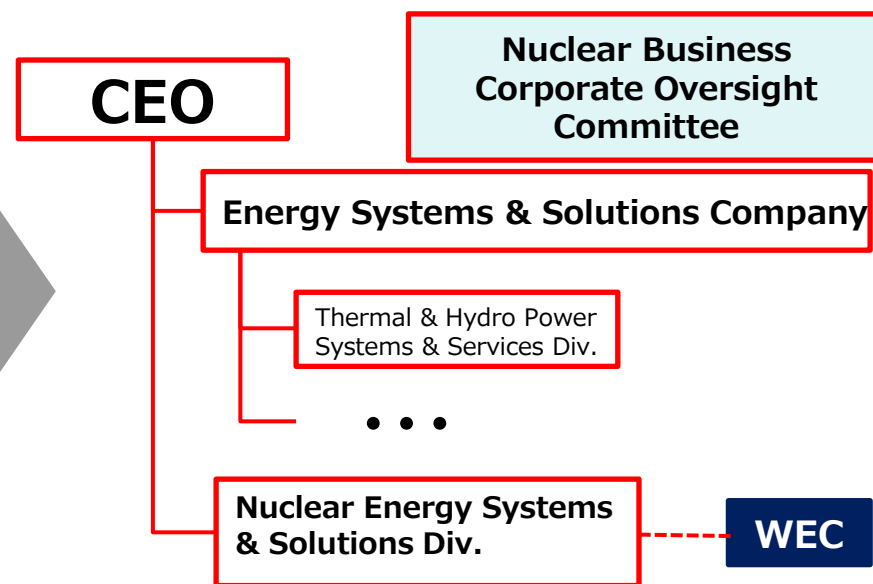 CEO
Nuclear Business
Corporate Oversight
Committee
Energy Systems & Solutions Company
Thermal & Hydro Power
Systems & Services Div.
• • •
Nuclear Energy Systems
& Solutions Div.
WEC